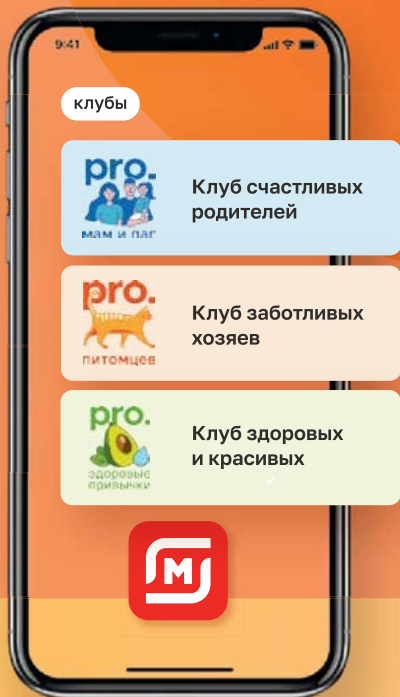 9:41
клубы
pro.
мам и пап
Клуб счастливых
родителей
pro.
питомцев
Клуб заботливых
хозяев
pro.
здоровые
привычки
Клуб здоровых
и красивых
М